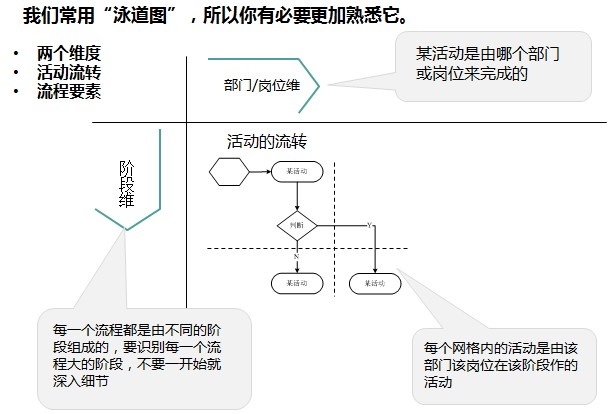 我们常用“泳道图”，所以你有必要更加熟悉它。
• 两个维度
• 活动流转
• 流程要素
部门/岗位维
某活动是由哪个部门
或岗位来完成的
阶段维
活动的流转
某活动
判断
Y
N
某活动
某活动
每一个流程都是由不同的阶
段组成的，要识别每一个流
程大的阶段，不要一开始就
深入细节
每个网格内的活动是由该
部门该岗位在该阶段作的
活动